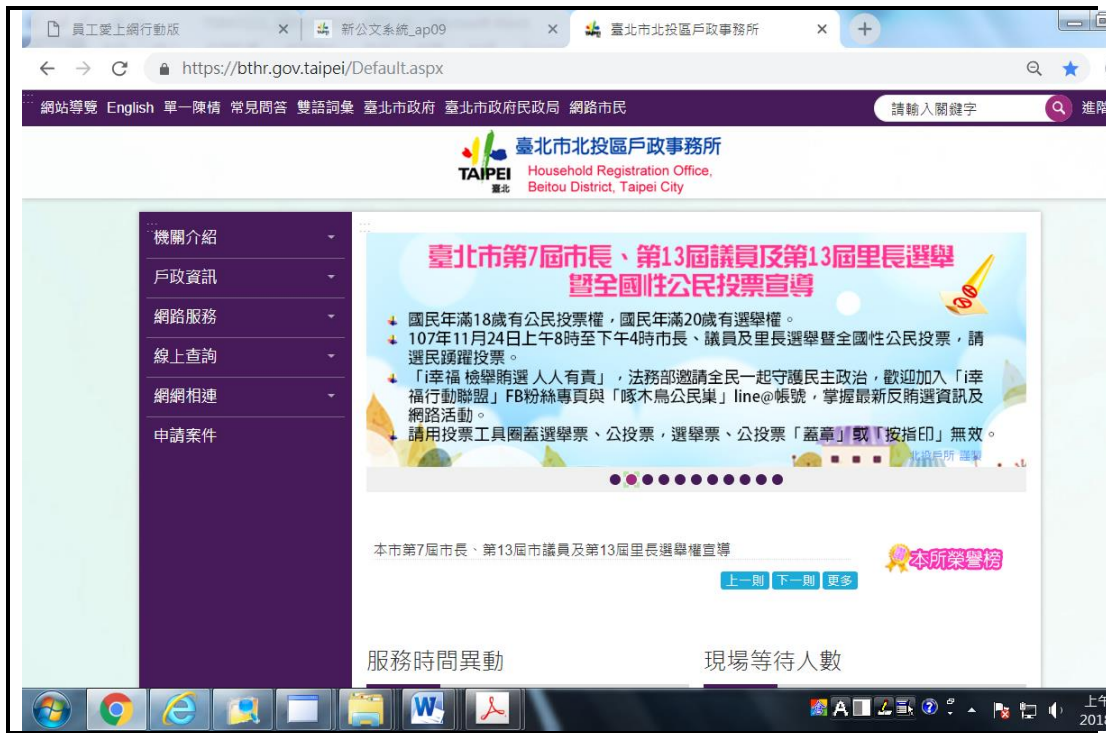 員工愛上網行動版
新公文系統_ap09
臺北市北投區戶政事務所
https://bthr.gov.taipei/Default.aspx
網站導覽 English 單一陳情 常見問答 雙語詞彙 臺北市政府 臺北市政府民政局 網路市民
請輸入關鍵字
進階
臺北市北投區戶政事務所
TAIPEI
臺北
Household Registration Office,
Beitou District, Taipei City
機關介紹
戶政資訊
網路服務
線上查詢
網網相連
申請案件
臺北市第7屆市長、第13屆議員及第13屆里長選舉
暨全國性公民投票宣導
國民年滿18歲有公民投票權,國民年滿20歲有選舉權。
107年11月24日上午8時至下午4時市長、議員及里長選舉暨全國性公民投票,請
選民踴躍投票。
「i幸福 檢舉賄選 人人有責」,法務部邀請全民一起守護民主政治,歡迎加入「i幸
福行動聯盟」FB粉絲專頁與「啄木鳥公民巢」line@帳號,掌握最新反賄選資訊及
網路活動。
請用投票工具圈蓋選舉票、公投票,選舉票、公投票「蓋章」或「按指印」無效。
北投戶所 謹製
本市第7屆市長、第13屆市議員及第13屆里長選舉權宣導
上一則 下一則 更多
本所榮譽榜
服務時間異動
現場等待人數
上午
2018